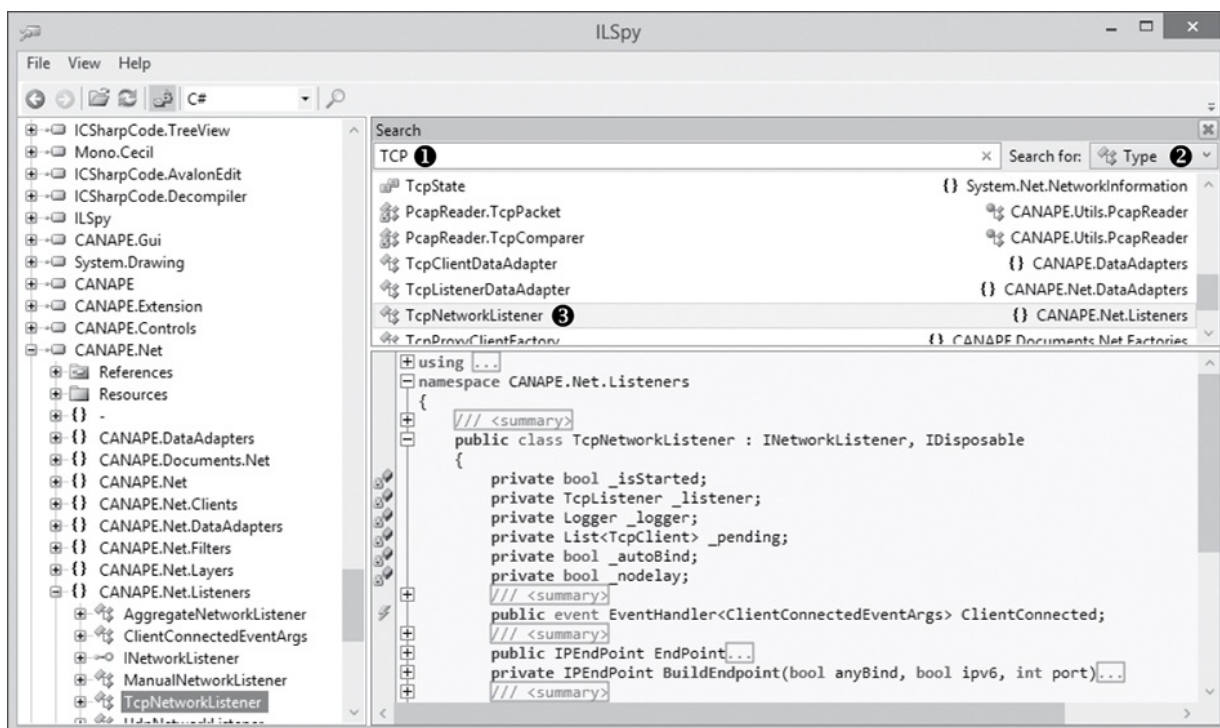 ILSpy
File View Help
C#
ICSharpCode.TreeView
Mono.Cecil
ICSharpCode.AvalonEdit
ICSharpCode.Decompiler
ILSpy
CANAPE.Gui
System.Drawing
CANAPE
CANAPE.Extension
CANAPE.Controls
CANAPE.Net
References
Resources
{} -
{} CANAPE.DataAdapters
{} CANAPE.Documents.Net
{} CANAPE.Net
{} CANAPE.Net.Clients
{} CANAPE.Net.DataAdapters
{} CANAPE.Net.Filters
{} CANAPE.Net.Layers
{} CANAPE.Net.Listeners
AggregateNetworkListener
ClientConnectedEventArgs
INetworkListener
ManualNetworkListener
TcpNetworkListener
UdpNetworkListener
Search
TCP ❶ Search for: Type ❷
TcpState {} System.Net.NetworkInformation
PcapReader.TcpPacket CANAPE.Utils.PcapReader
PcapReader.TcpComparer CANAPE.Utils.PcapReader
TcpClientDataAdapter {} CANAPE.DataAdapters
TcpListenerDataAdapter {} CANAPE.Net.DataAdapters
TcpNetworkListener ❸ {} CANAPE.Net.Listeners
TcpProxyClientFactory {} CANAPE.Documents.Net.Factories
using ...
namespace CANAPE.Net.Listeners
{
/// <summary>
public class TcpNetworkListener : INetworkListener, IDisposable
{
private bool _isStarted;
private TcpListener _listener;
private Logger _logger;
private List<TcpClient> _pending;
private bool _autoBind;
private bool _nodelay;
/// <summary>
public event EventHandler<ClientConnectedEventArgs> ClientConnected;
/// <summary>
public IPEndPoint EndPoint...
private IPEndPoint BuildEndpoint(bool anyBind, bool ipv6, int port)...
/// <summary>